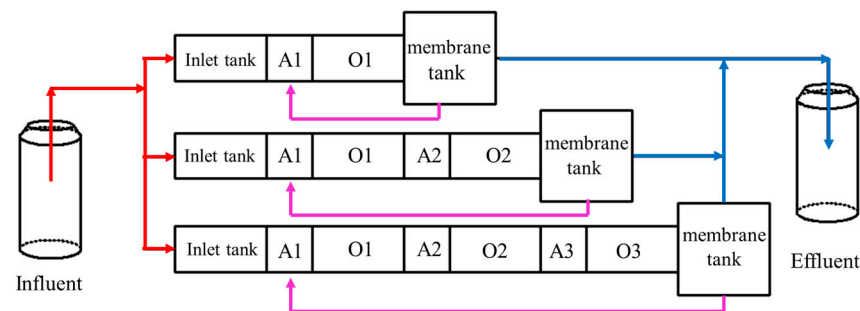 Inlet tank A1 O1 membrane
tank
Inlet tank A1 O1 A2 O2 membrane
tank
Inlet tank A1 O1 A2 O2 A3 O3 membrane
tank
Influent
Effluent